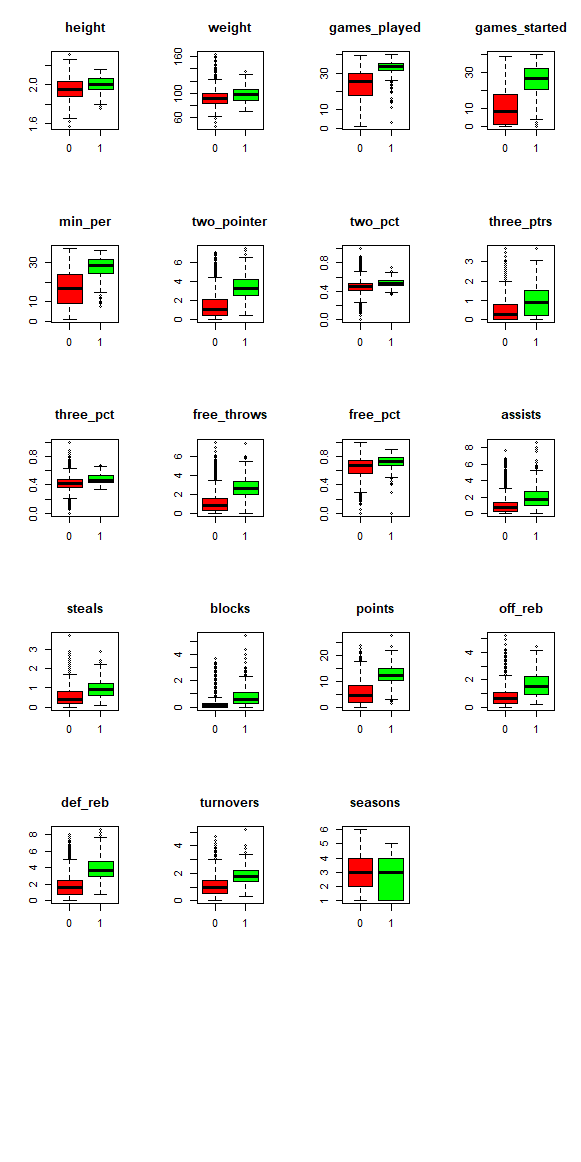 height weight games_played games_started
1.6 2.0 60 100 160 0 10 30 0 10 20 30
0 1 0 1 0 1 0 1
min_per two_pointer two_pct three_ptrs
0 10 30 0 2 4 6 0.0 0.4 0.8 0 1 2 3
0 1 0 1 0 1 0 1
three_pct free_throws free_pct assists
0.0 0.4 0.8 0 2 4 6 0.0 0.4 0.8 0 2 4 6 8
0 1 0 1 0 1 0 1
steals blocks points off_reb
0 1 2 3 0 2 4 0 10 20 0 2 4
0 1 0 1 0 1 0 1
def_reb turnovers seasons
0 2 4 6 8 0 2 4 1 2 3 4 5 6
0 1 0 1 0 1